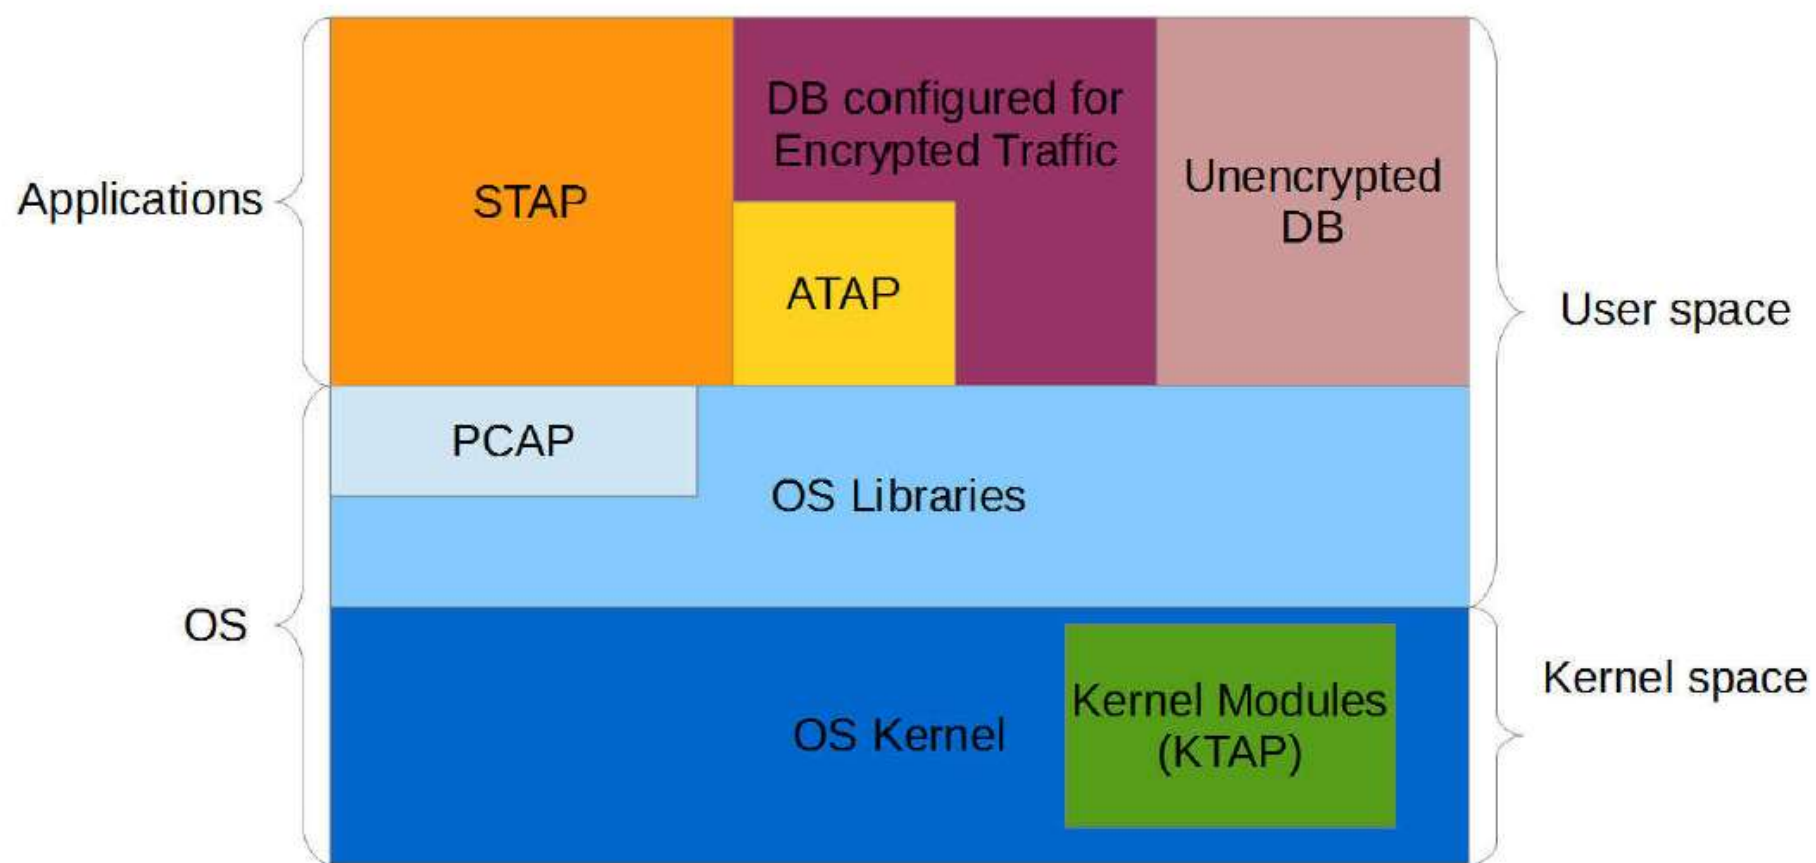 DB configured for
Encrypted Traffic
Unencrypted
DB
Applications
STAP
ATAP
User space
PCAP
OS Libraries
OS
Kernel space
Kernel Modules
(KTAP)
OS Kernel